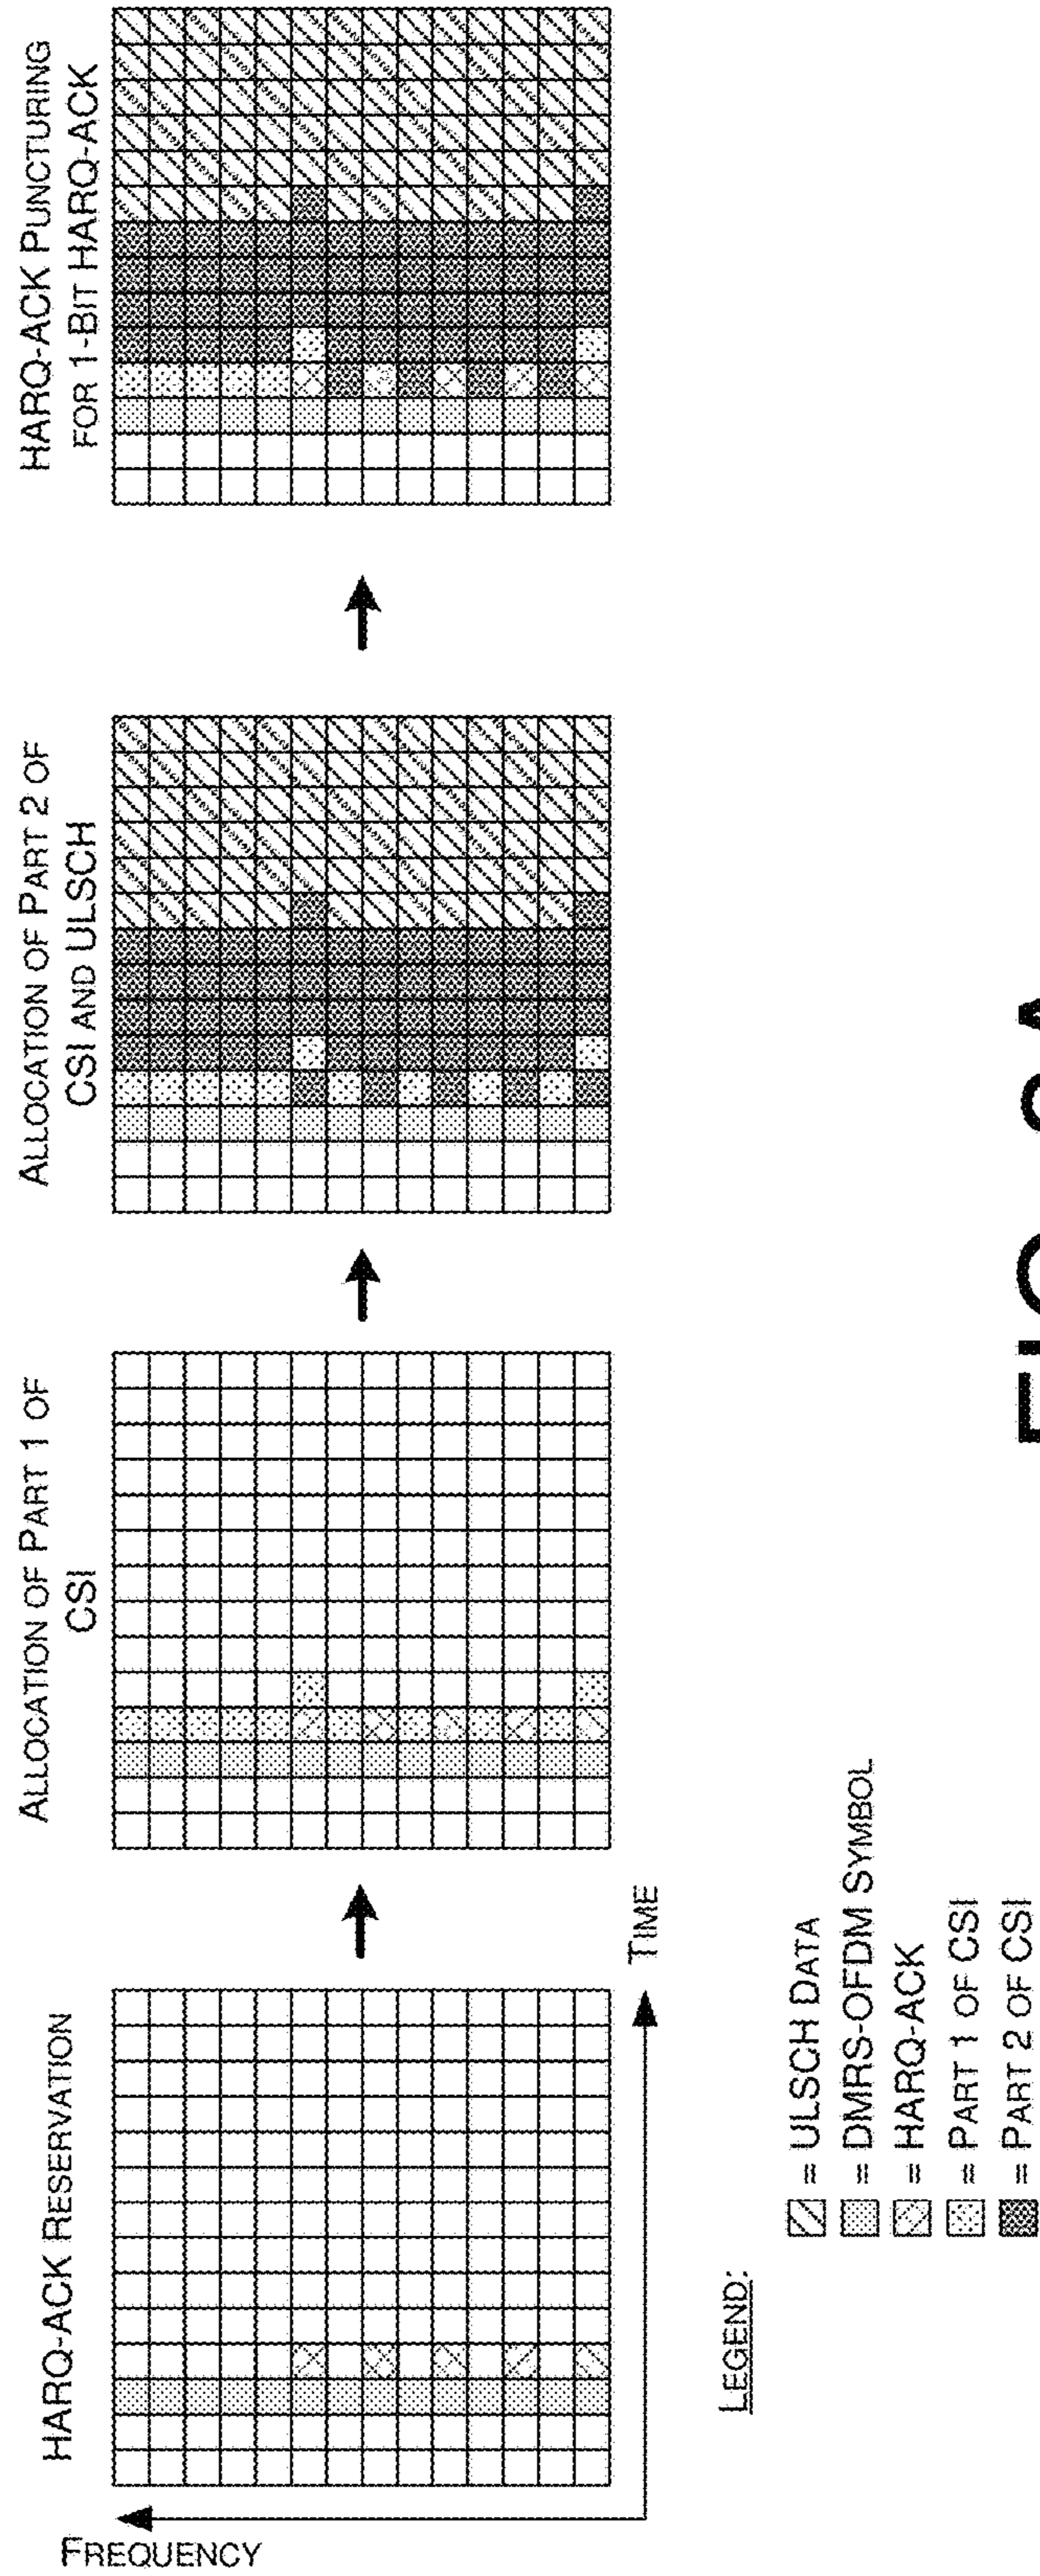 HARQ-ACK RESERVATION
ALLOCATION OF PART 1 OF
CSI
ALLOCATION OF PART 2 OF
CSI AND ULSCH
HARQ-ACK PUNCTURING
FOR 1-BIT HARQ-ACK
FREQUENCY
TIME
LEGEND:
= ULSCH DATA
= DMRS-OFDM SYMBOL
= HARQ-ACK
= PART 1 OF CSI
= PART 2 OF CSI